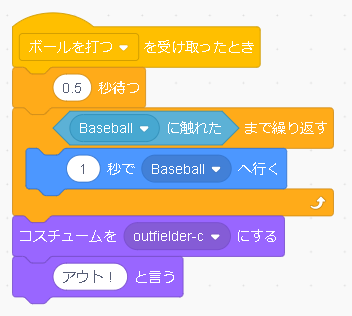 ボールを打つ を受け取ったとき
0.5 秒待つ
Baseball に触れた まで繰り返す
1 秒で Baseball へ行く
コスチュームを outfielder-c にする
アウト！ と言う